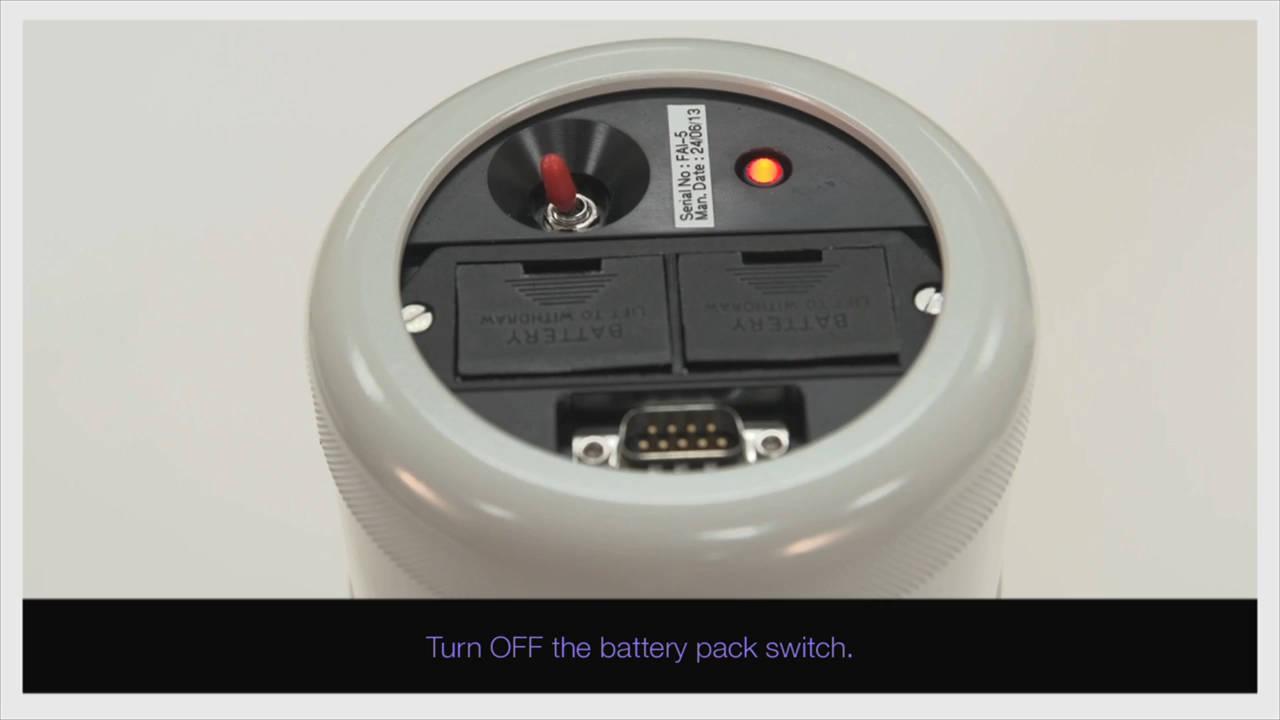 Serial No : FAI-5
Man. Date : 24/06/13
LIFT TO WITHDRAW
BATTERY
LIFT TO WITHDRAW
BATTERY
Turn OFF the battery pack switch.